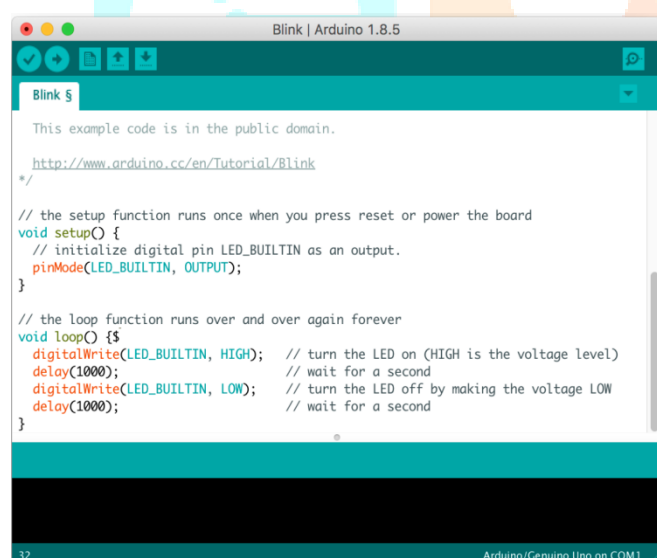 Blink | Arduino 1.8.5
Blink §
This example code is in the public domain.
http://www.arduino.cc/en/Tutorial/Blink
*/
// the setup function runs once when you press reset or power the board
void setup() {
// initialize digital pin LED_BUILTIN as an output.
pinMode(LED_BUILTIN, OUTPUT);
}
// the loop function runs over and over again forever
void loop() {$
digitalWrite(LED_BUILTIN, HIGH); // turn the LED on (HIGH is the voltage level)
delay(1000); // wait for a second
digitalWrite(LED_BUILTIN, LOW); // turn the LED off by making the voltage LOW
delay(1000); // wait for a second
}
32 Arduino/Genuino Uno on COM1